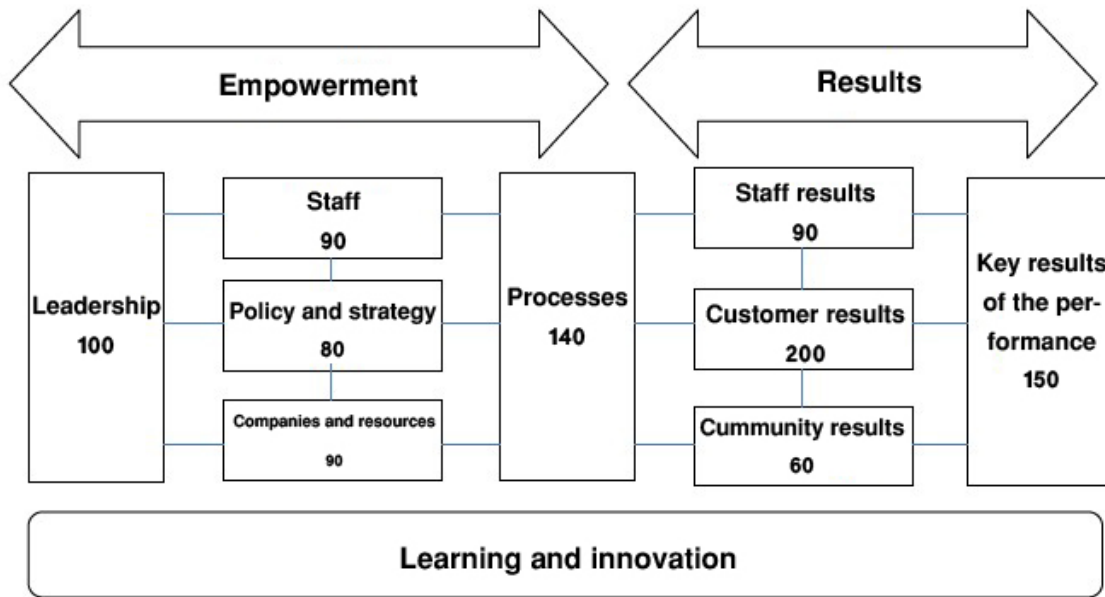 Empowerment
Results
Leadership
100
Staff
90
Policy and strategy
80
Companies and resources
90
Processes
140
Staff results
90
Customer results
200
Cummunity results
60
Key results
of the per-
formance
150
Learning and innovation